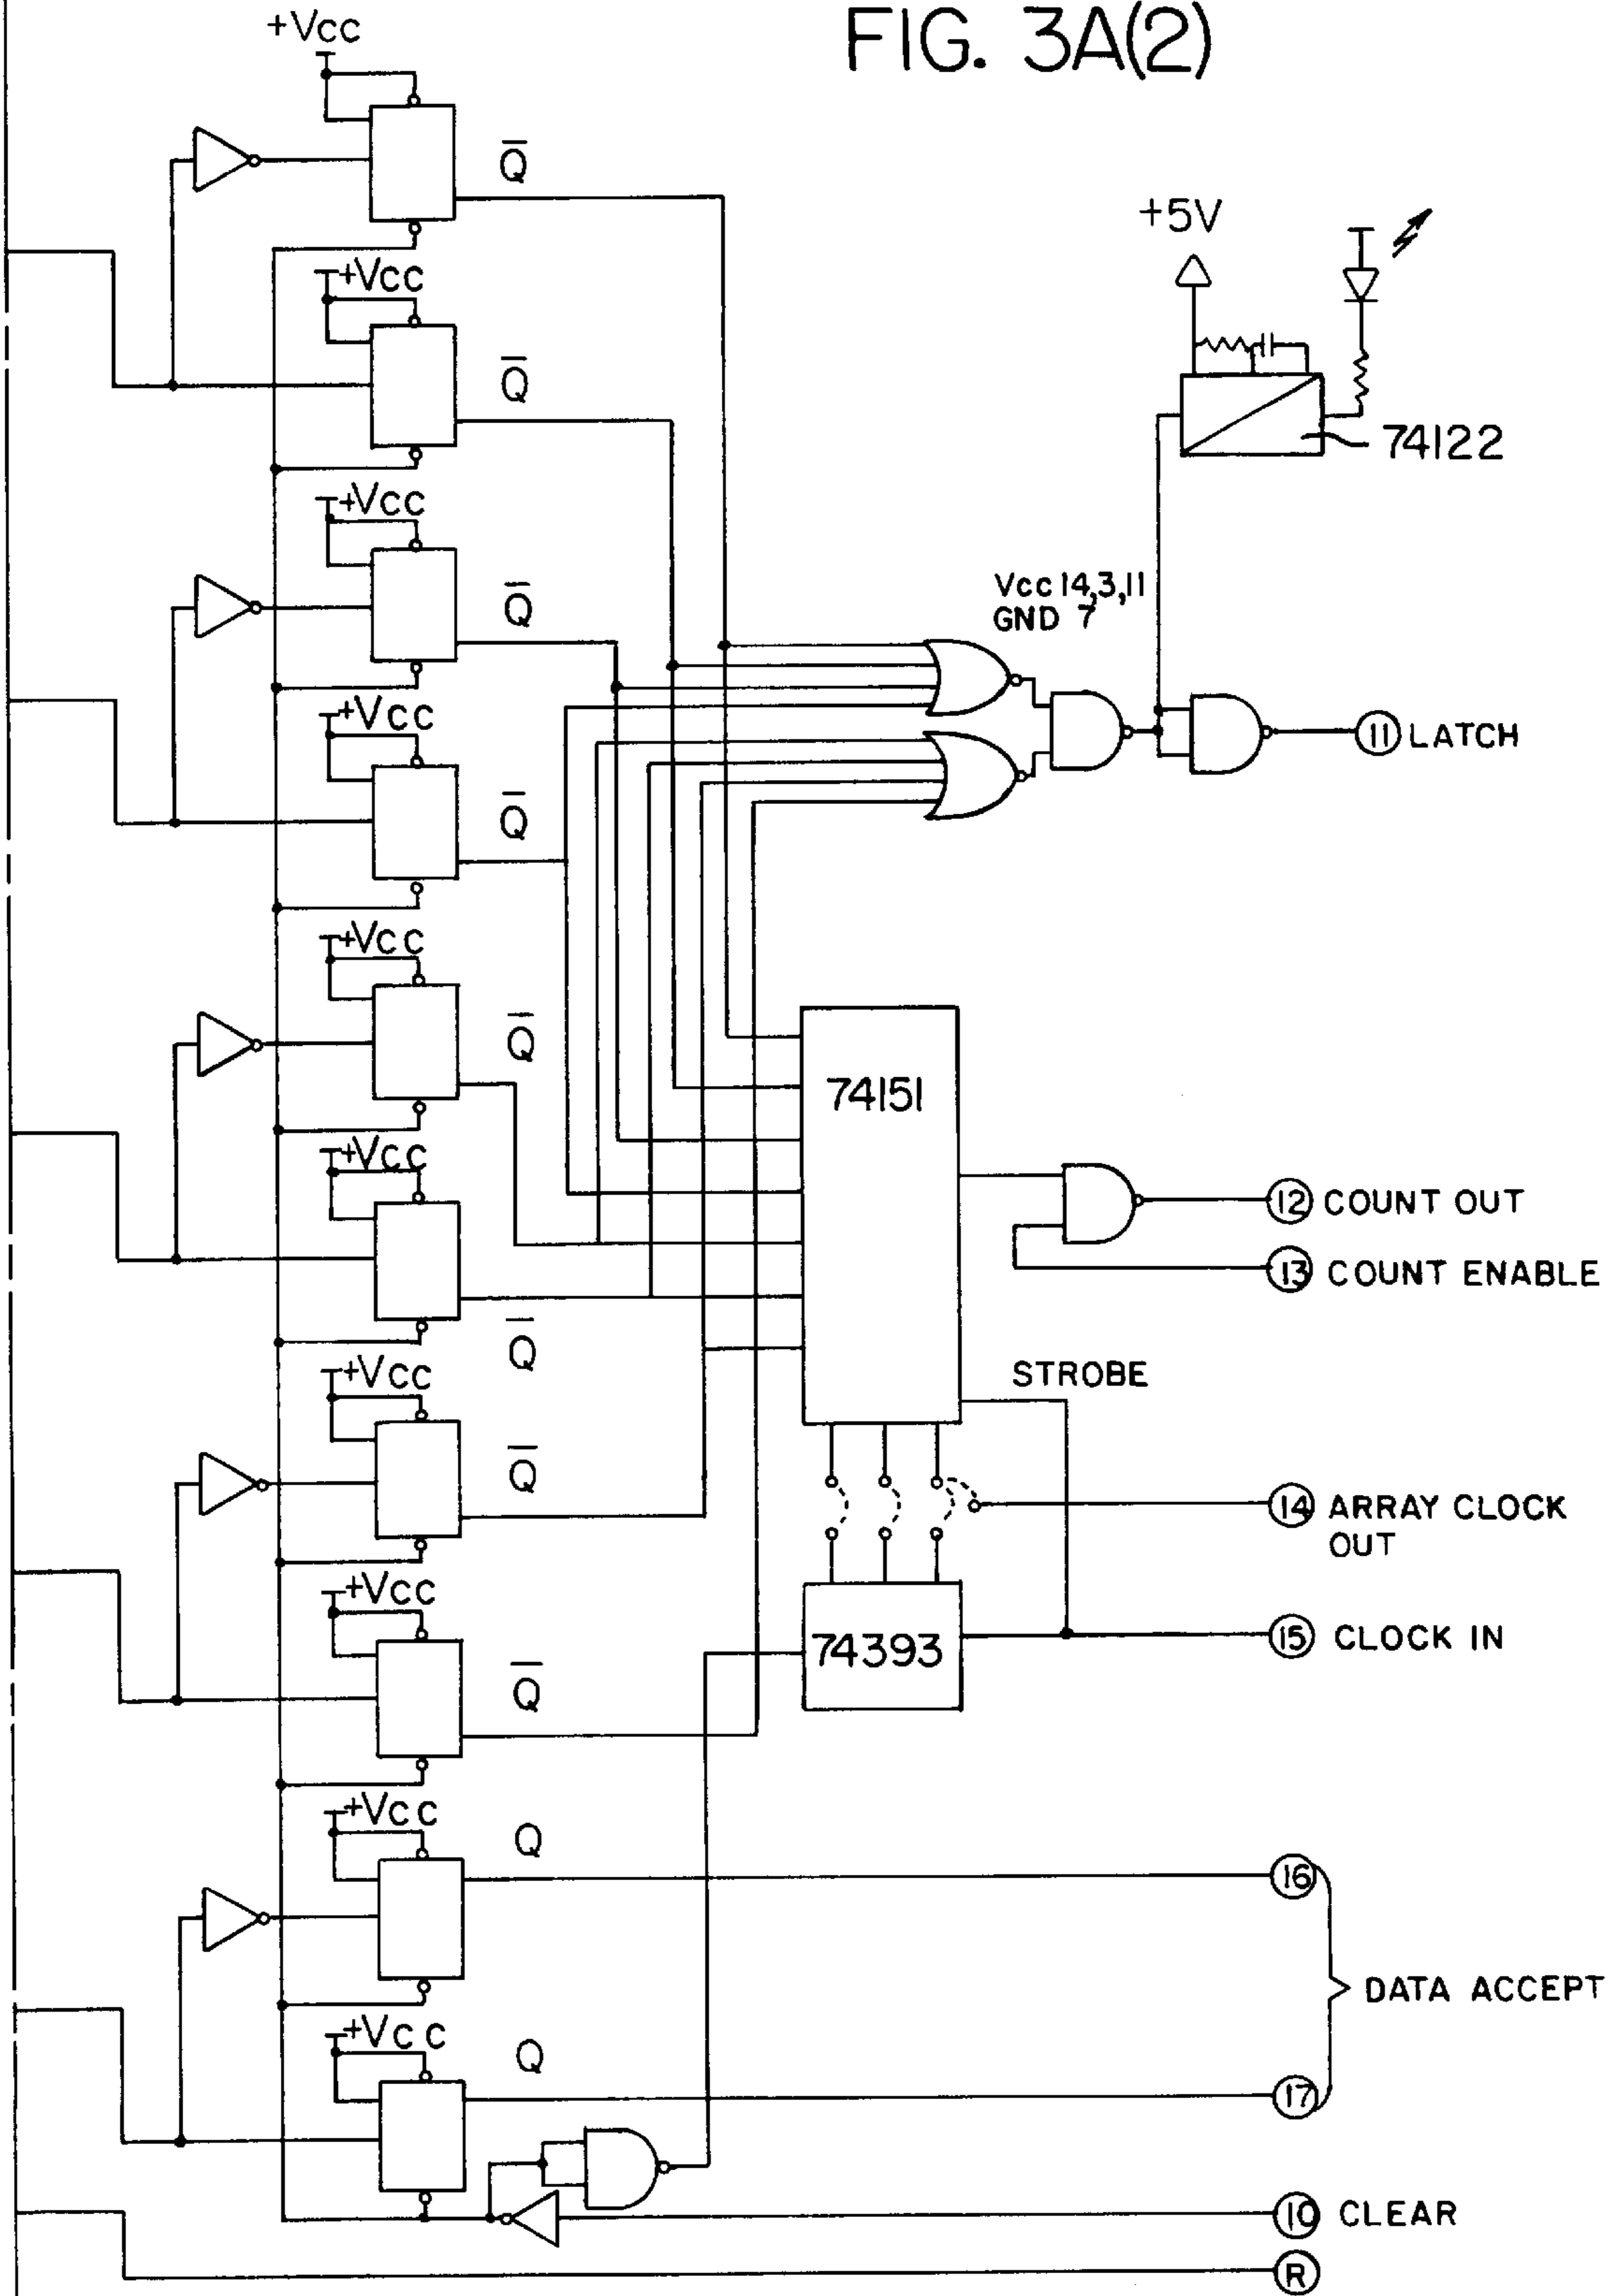 FIG. 3A(2)
+Vcc
Q̅
+5V
+Vcc
Q̅
74122
+Vcc
Q̅
Vcc 14,3,11
GND 7
+Vcc
11 LATCH
Q̅
+Vcc
Q̅
74151
+Vcc
12 COUNT OUT
13 COUNT ENABLE
Q̅
STROBE
+Vcc
Q̅
14 ARRAY CLOCK
OUT
+Vcc
74393
15 CLOCK IN
Q̅
+Vcc
Q
16
DATA ACCEPT
+Vcc
Q
17
10 CLEAR
R